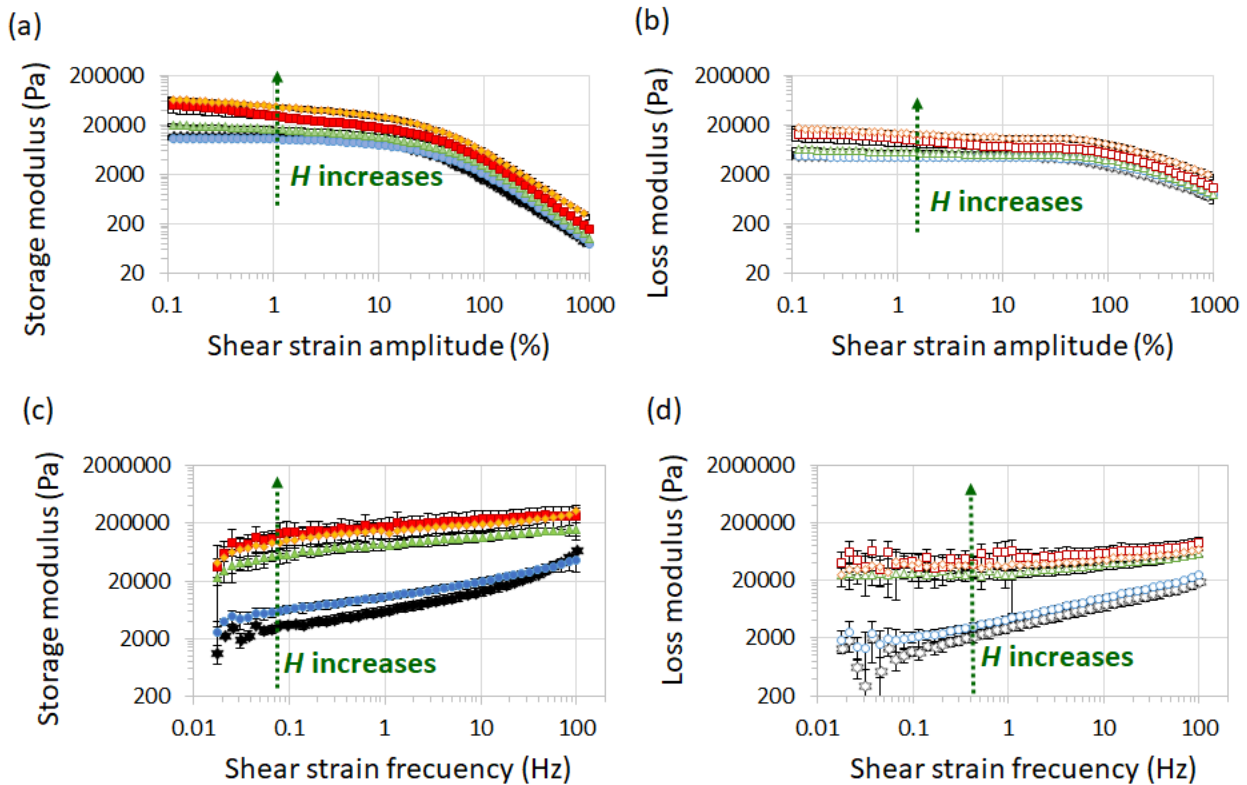 (a)
Storage modulus (Pa)
200000
20000
2000
200
20
H increases
0.1
1
10
100
1000
Shear strain amplitude (%)
(b)
Loss modulus (Pa)
200000
20000
2000
200
20
H increases
0.1
1
10
100
1000
Shear strain amplitude (%)
(c)
Storage modulus (Pa)
2000000
200000
20000
2000
200
H increases
0.01
0.1
1
10
100
Shear strain frecuency (Hz)
(d)
Loss modulus (Pa)
2000000
200000
20000
2000
200
H increases
0.01
0.1
1
10
100
Shear strain frecuency (Hz)